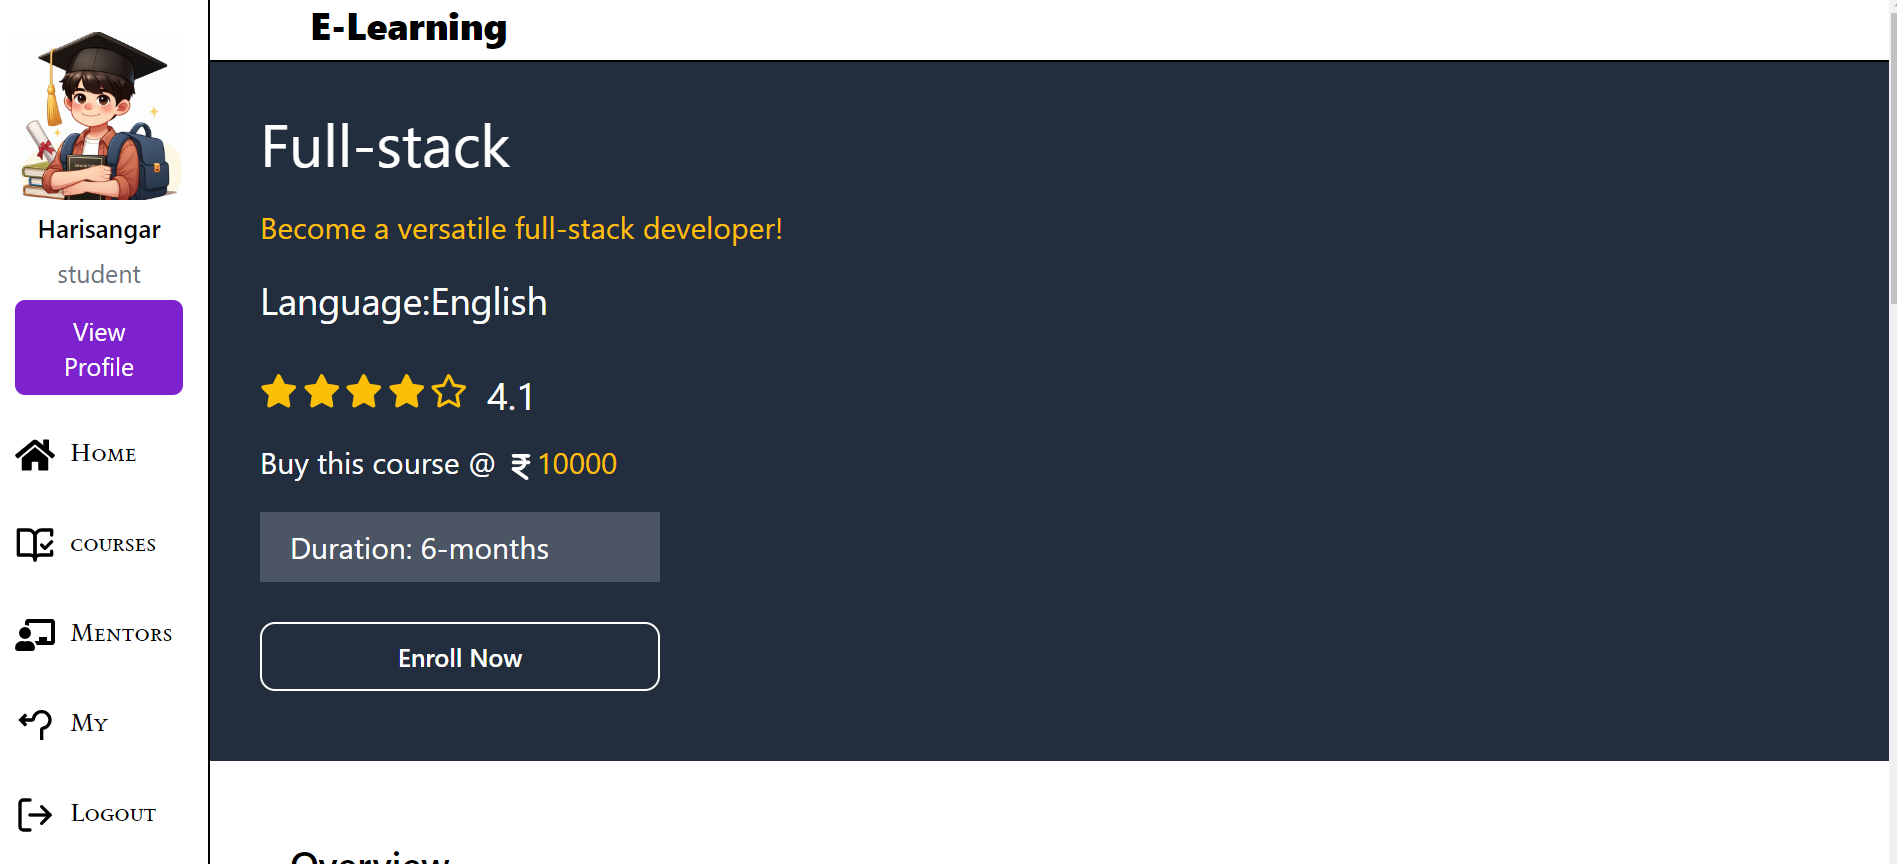 E-Learning
Harisangar
student
View
Profile
Home
courses
Mentors
My
Logout
Full-stack
Become a versatile full-stack developer!
Language:English
4.1
Buy this course @ ₹ 10000
Duration: 6-months
Enroll Now
Overview